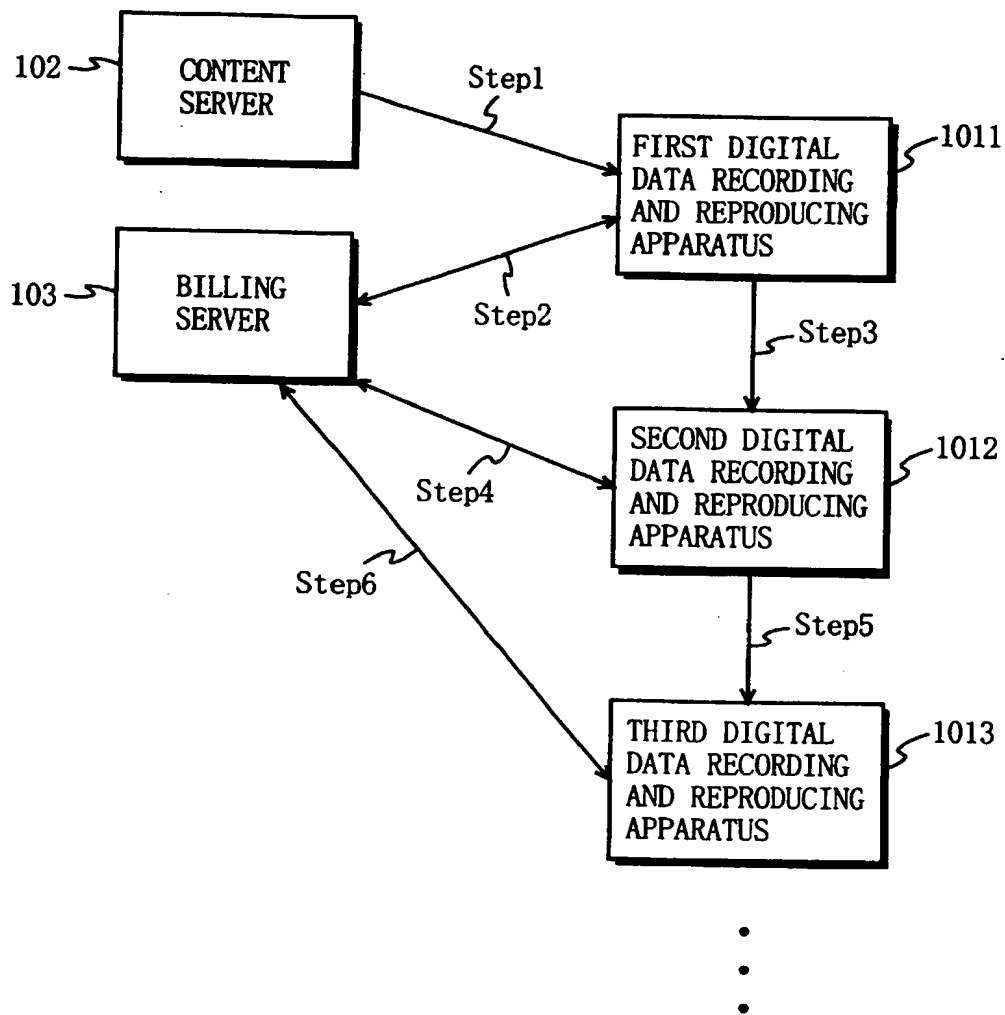 102
CONTENT
SERVER
Step1
FIRST DIGITAL
DATA RECORDING
AND REPRODUCING
APPARATUS
1011
103
BILLING
SERVER
Step2
Step3
SECOND DIGITAL
DATA RECORDING
AND REPRODUCING
APPARATUS
1012
Step4
Step6
Step5
THIRD DIGITAL
DATA RECORDING
AND REPRODUCING
APPARATUS
1013